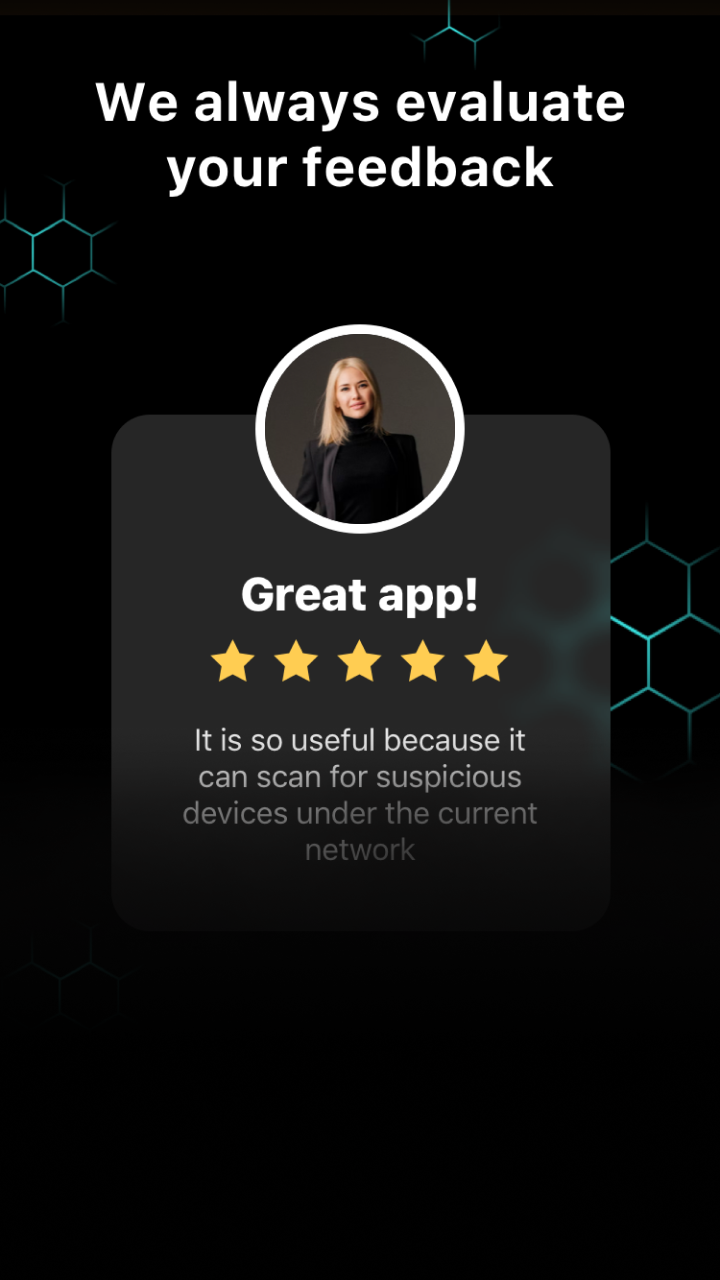 We always evaluate
your feedback
Great app!
It is so useful because it
can scan for suspicious
devices under the current
network